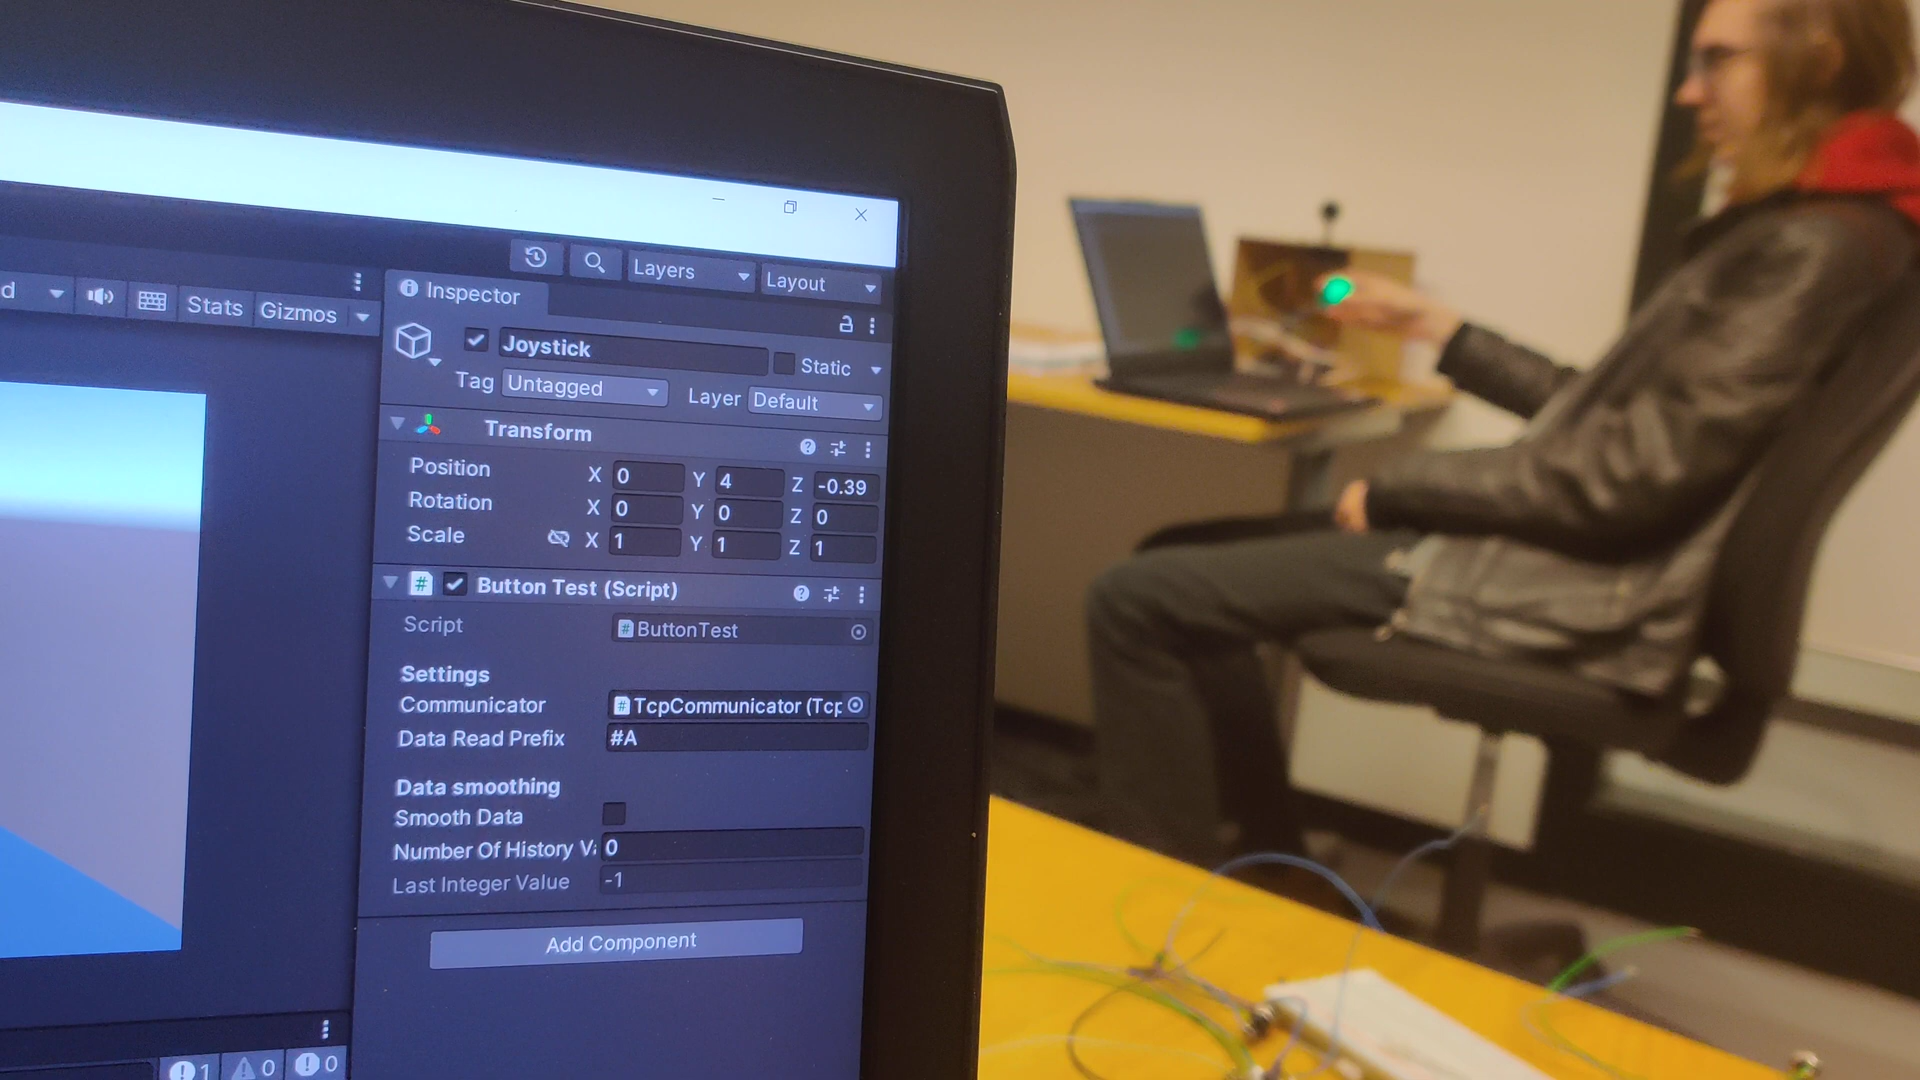 Layers Layout
d Stats Gizmos
Inspector
Joystick Static
Tag Untagged Layer Default
Transform
Position X 0 Y 4 Z -0.39
Rotation X 0 Y 0 Z 0
Scale X 1 Y 1 Z 1
# Button Test (Script)
Script # ButtonTest
Settings
Communicator # TcpCommunicator (Tcp
Data Read Prefix #A
Data smoothing
Smooth Data
Number Of History Va 0
Last Integer Value -1
Add Component
1 0 0